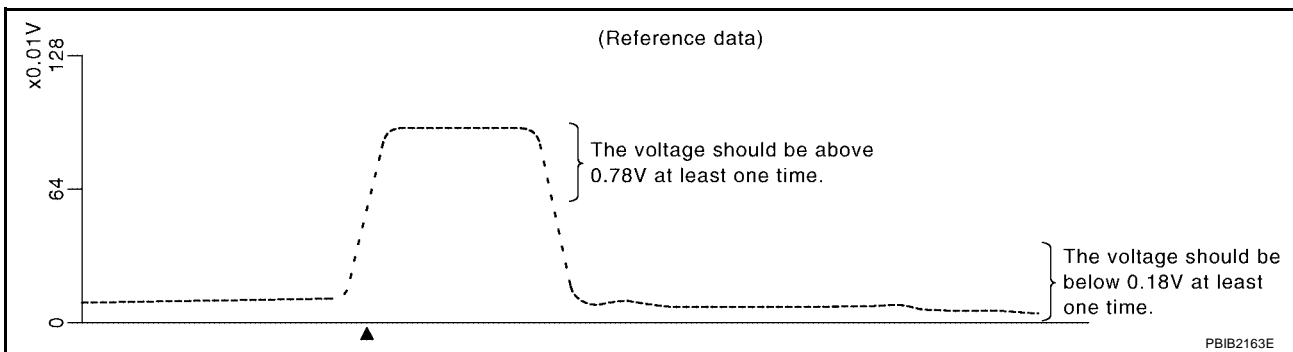 (Reference data)
x0.01V
128
64
0
The voltage should be above
0.78V at least one time.
The voltage should be
below 0.18V at least
one time.
PBIB2163E